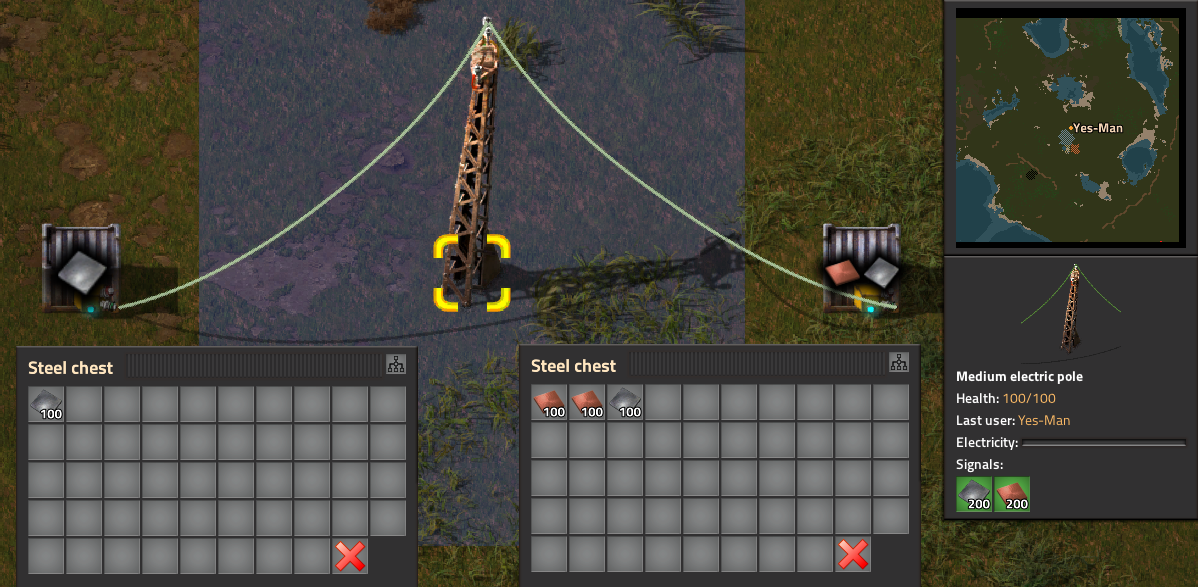 Yes-Man
Steel chest
100
Steel chest
100 100 100
Medium electric pole
Health: 100/100
Last user: Yes-Man
Electricity:
Signals:
200 200